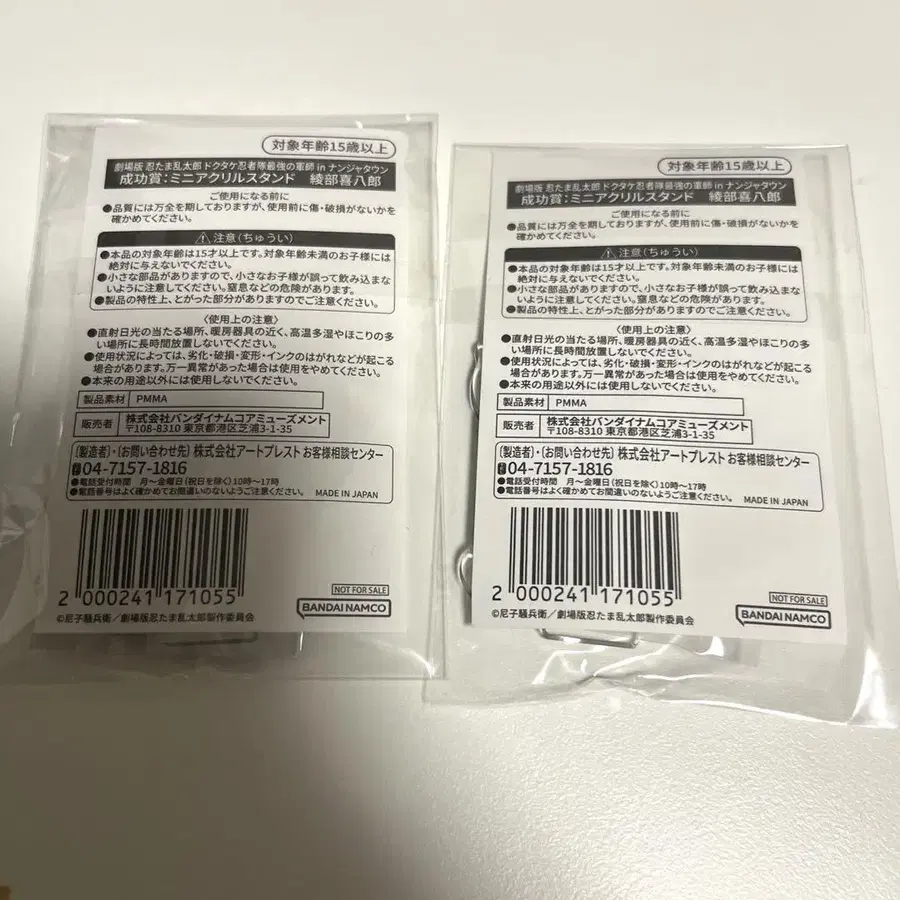 対象年齢15歳以上
劇場版 忍たま乱太郎 ドクタケ忍者隊最強の軍師 in ナンジャタウン
成功賞：ミニアクリルスタンド 綾部喜八郎
ご使用になる前に
●品質には万全を期しておりますが、使用前に傷・破損がないかを
確かめてください。
⚠注意（ちゅうい）
●本品の対象年齢は15才以上です。対象年齢未満のお子様には
絶対に与えないでください。
●小さな部品がありますので、小さなお子様が誤って飲み込まな
いように注意してください。窒息などの危険があります。
●製品の特性上、とがった部分がありますのでご注意ください。
〈使用上の注意〉
●直射日光の当たる場所、暖房器具の近く、高温多湿やほこりの多
い場所に長時間放置しないでください。
●使用状況によっては、劣化・破損・変形・インクのはがれなどが起こる
場合があります。万一異常があった場合は使用をやめてください。
●本来の用途以外には使用しないでください。
製品素材 PMMA
販売者 株式会社バンダイナムコアミューズメント
〒108-8310 東京都港区芝浦3-1-35
〔製造者〕・〔お問い合わせ先〕 株式会社アートプレスト お客様相談センター
04-7157-1816
●電話受付時間 月～金曜日（祝日を除く）10時～17時
●電話番号はよく確かめてお間違いのないようご注意ください。 MADE IN JAPAN
2 000241 171055
NOT FOR SALE
BANDAI NAMCO
©尼子騒兵衛／劇場版忍たま乱太郎製作委員会
対象年齢15歳以上
劇場版 忍たま乱太郎 ドクタケ忍者隊最強の軍師 in ナンジャタウン
成功賞：ミニアクリルスタンド 綾部喜八郎
ご使用になる前に
●品質には万全を期しておりますが、使用前に傷・破損がないかを
確かめてください。
⚠注意（ちゅうい）
●本品の対象年齢は15才以上です。対象年齢未満のお子様には
絶対に与えないでください。
●小さな部品がありますので、小さなお子様が誤って飲み込まな
いように注意してください。窒息などの危険があります。
●製品の特性上、とがった部分がありますのでご注意ください。
〈使用上の注意〉
●直射日光の当たる場所、暖房器具の近く、高温多湿やほこりの多
い場所に長時間放置しないでください。
●使用状況によっては、劣化・破損・変形・インクのはがれなどが起こる
場合があります。万一異常があった場合は使用をやめてください。
●本来の用途以外には使用しないでください。
製品素材 PMMA
販売者 株式会社バンダイナムコアミューズメント
〒108-8310 東京都港区芝浦3-1-35
〔製造者〕・〔お問い合わせ先〕 株式会社アートプレスト お客様相談センター
04-7157-1816
●電話受付時間 月～金曜日（祝日を除く）10時～17時
●電話番号はよく確かめてお間違いのないようご注意ください。 MADE IN JAPAN
2 000241 171055
NOT FOR SALE
BANDAI NAMCO
©尼子騒兵衛／劇場版忍たま乱太郎製作委員会